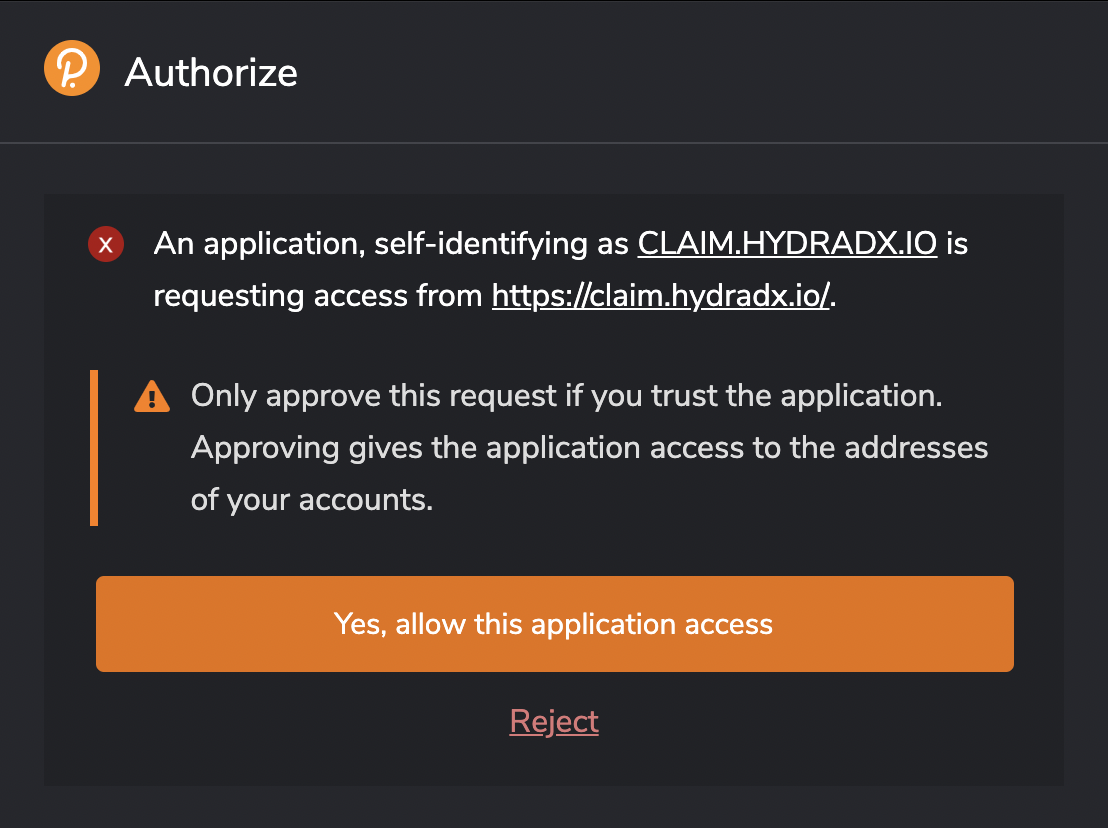 Authorize
X
An application, self-identifying as CLAIM.HYDRADX.IO is
requesting access from https://claim.hydradx.io/.
Only approve this request if you trust the application.
Approving gives the application access to the addresses
of your accounts.
Yes, allow this application access
Reject